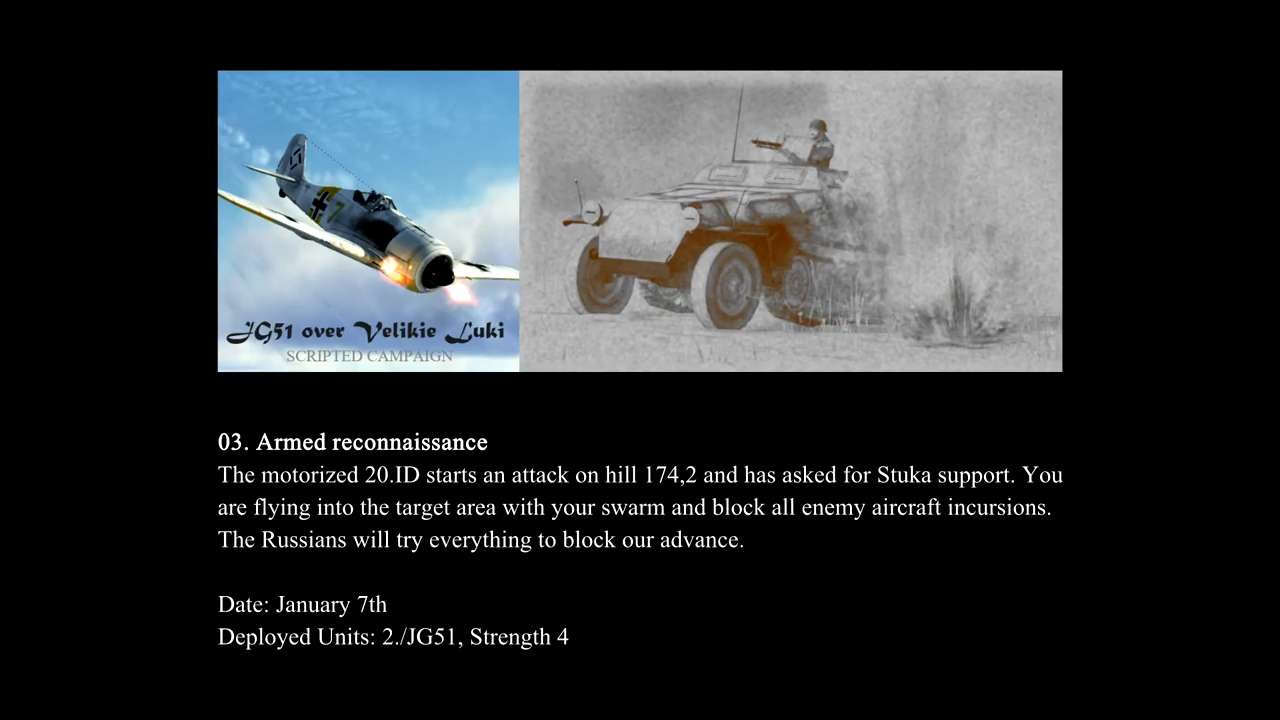 7
JG51 over Velikie Luki
SCRIPTED CAMPAIGN
03. Armed reconnaissance
The motorized 20.ID starts an attack on hill 174,2 and has asked for Stuka support. You
are flying into the target area with your swarm and block all enemy aircraft incursions.
The Russians will try everything to block our advance.
Date: January 7th
Deployed Units: 2./JG51, Strength 4